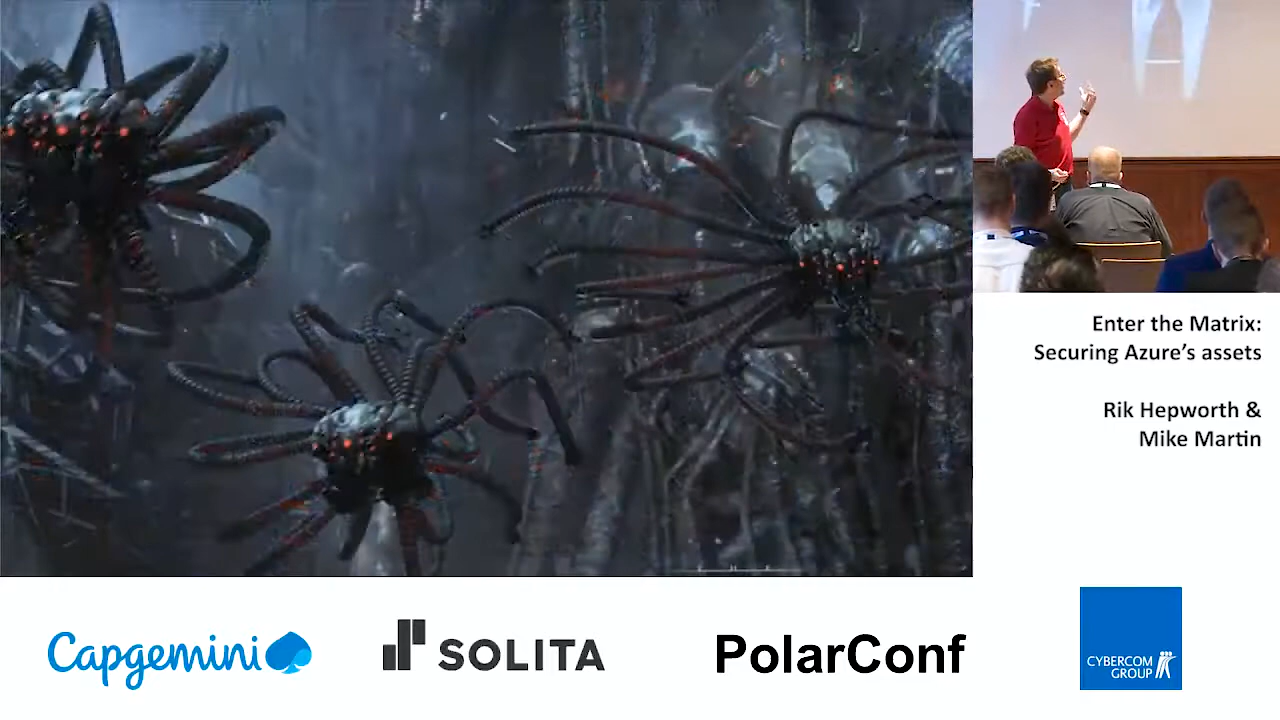 Enter the Matrix:
Securing Azure's assets
Rik Hepworth &
Mike Martin
Capgemini
SOLITA
PolarConf
CYBERCOM
GROUP